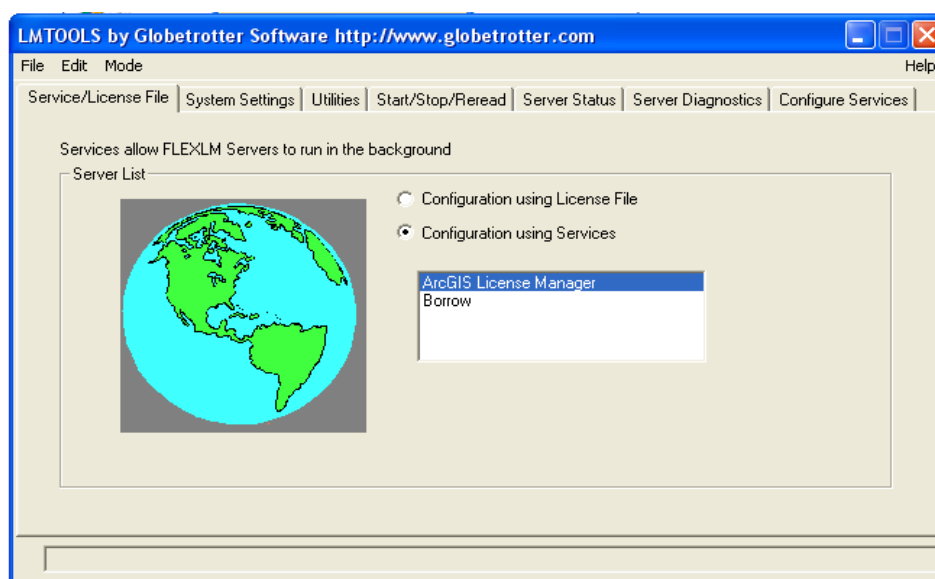 LMTOOLS by Globetrotter Software http://www.globetrotter.com
File Edit Mode Help
Service/License File System Settings Utilities Start/Stop/Reread Server Status Server Diagnostics Configure Services
Services allow FLEXLM Servers to run in the background
Server List
Configuration using License File
Configuration using Services
ArcGIS License Manager
Borrow